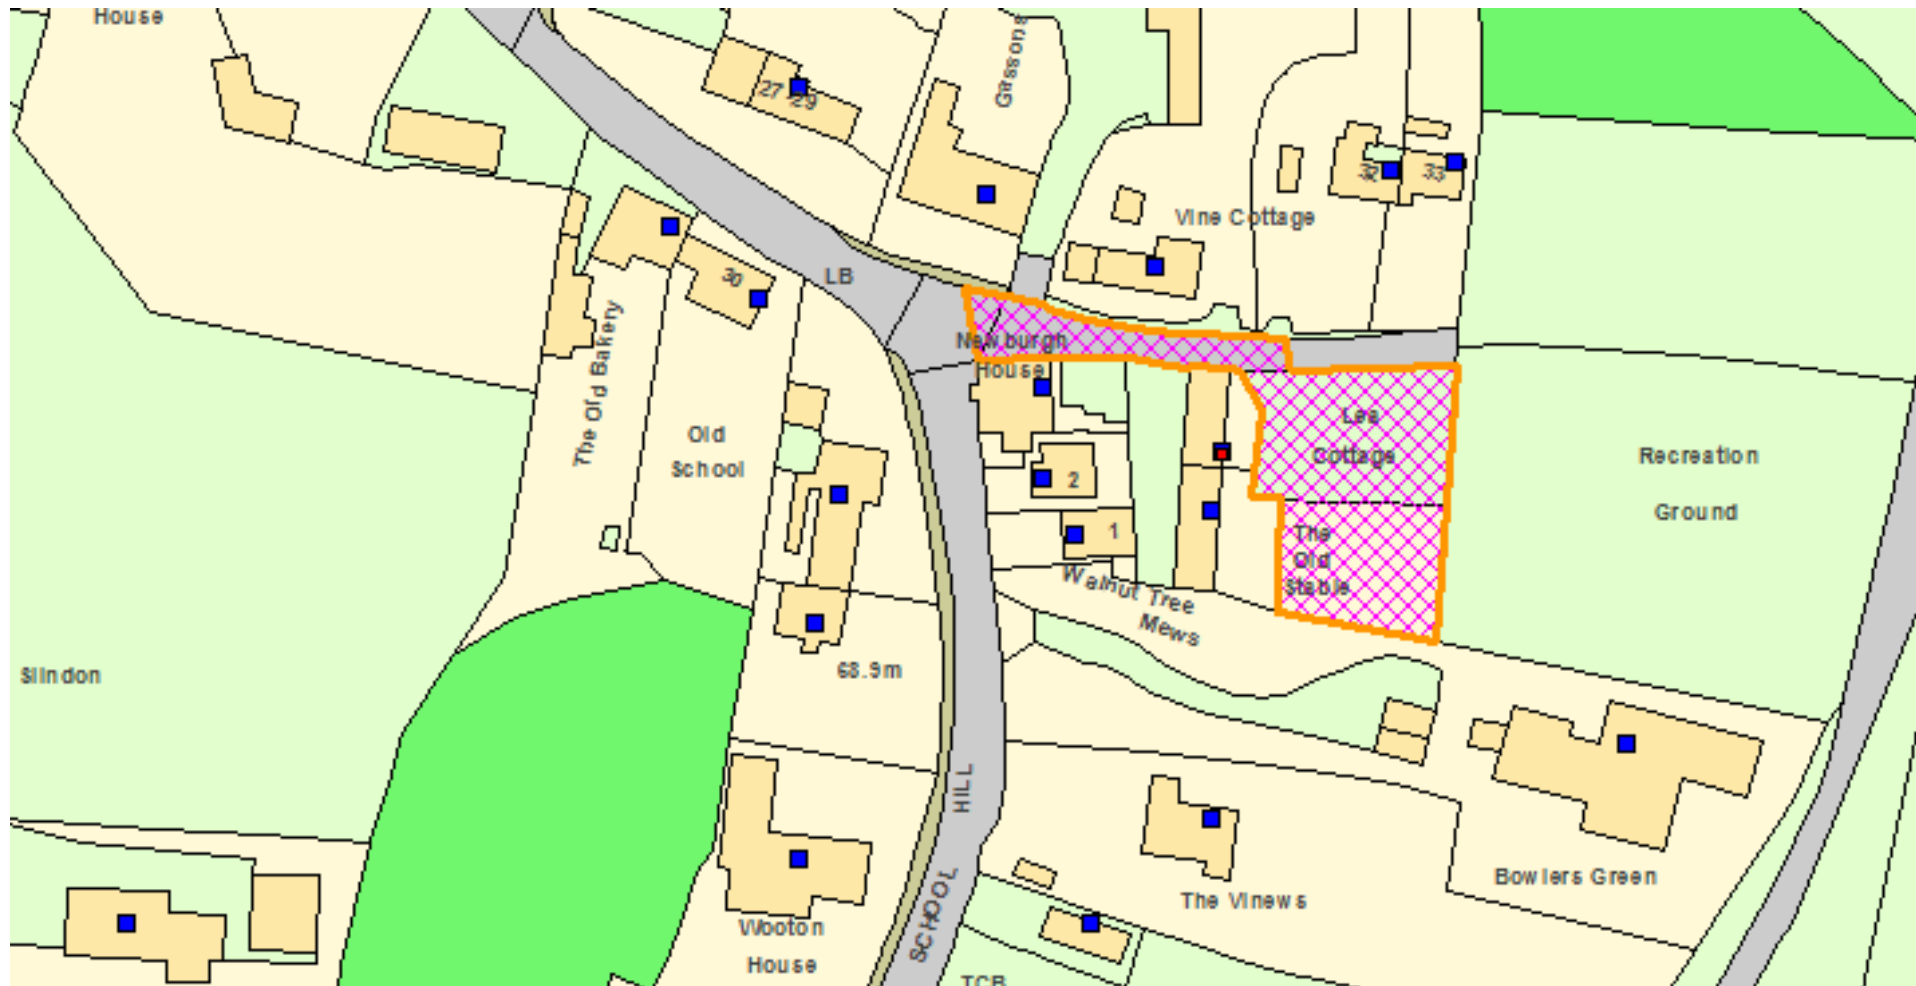 House
Gassons
27
29
32
33
Vine Cottage
30
LB
Newburgh
House
The Old Bakery
Old
School
Lea
Cottage
Recreation
Ground
2
1
The
Old
Stable
Walnut Tree
Mews
Slindon
68.9m
HILL
SCHOOL
Bowlers Green
The Vinews
Wooton
House
TCB